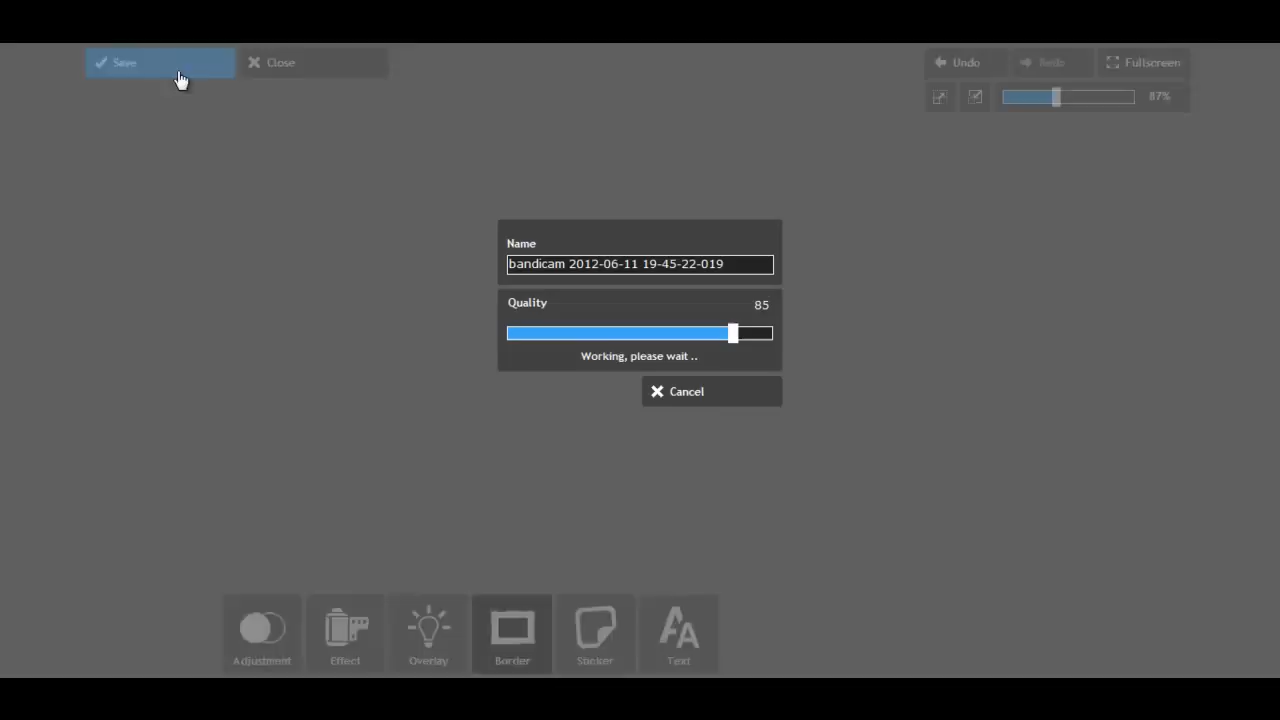 Save
Close
Undo
Redo
Fullscreen
87%
Name
bandicam 2012-06-11 19-45-22-019
Quality
85
Working, please wait ..
Cancel
Adjustment
Effect
Overlay
Border
Sticker
Text